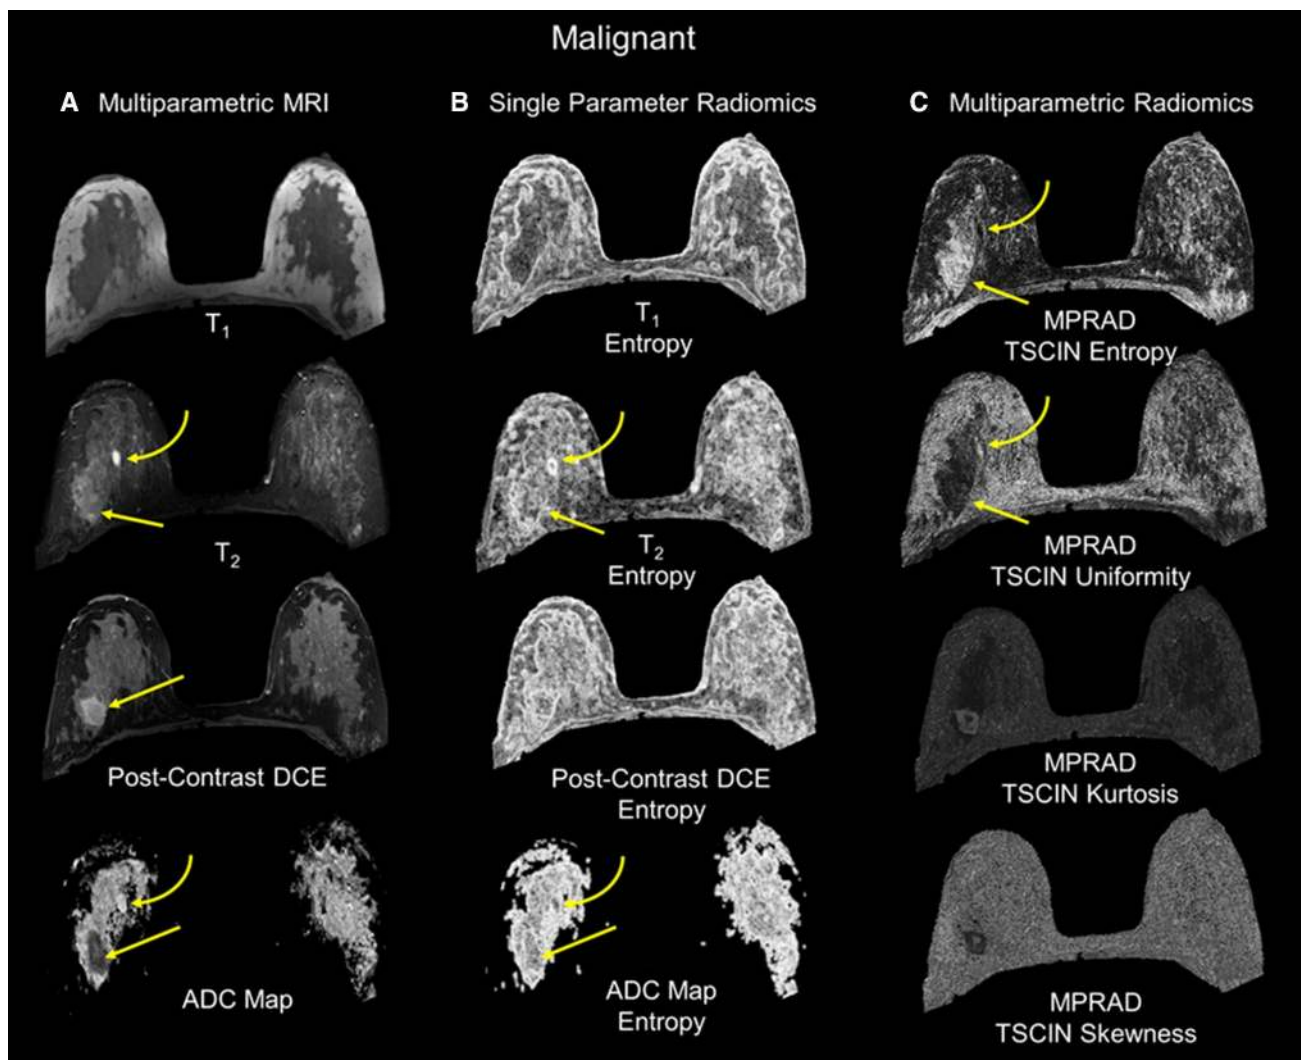 Malignant
A Multiparametric MRI
T₁
T₂
Post-Contrast DCE
ADC Map
B Single Parameter Radiomics
T₁
Entropy
T₂
Entropy
Post-Contrast DCE
Entropy
ADC Map
Entropy
C Multiparametric Radiomics
MPRAD
TSCIN Entropy
MPRAD
TSCIN Uniformity
MPRAD
TSCIN Kurtosis
MPRAD
TSCIN Skewness